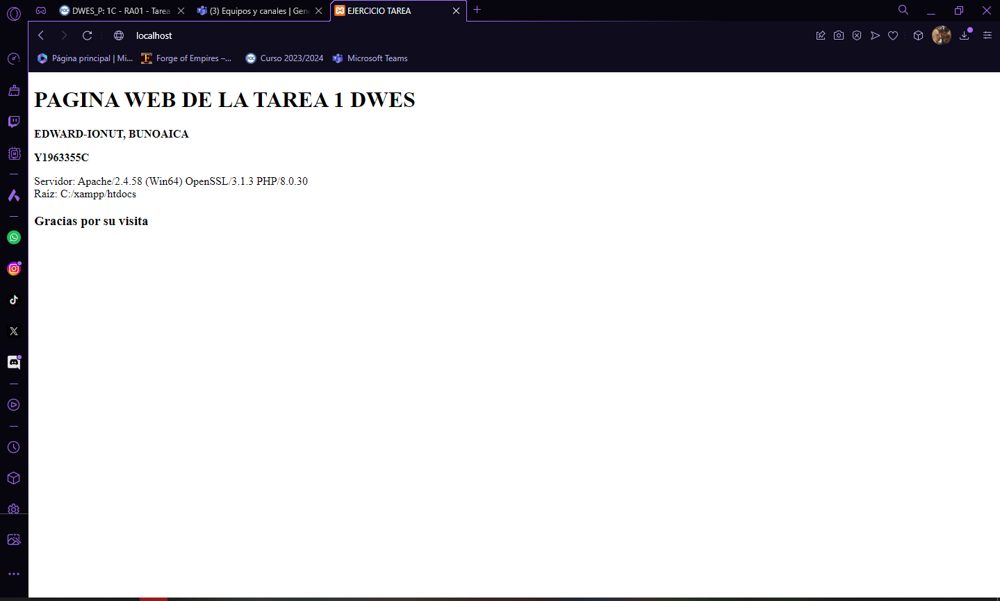 DWES_P: 1C - RA01 - Tarea
(3) Equipos y canales | Gen
EJERCICIO TAREA
localhost
Página principal | Mi...
Forge of Empires –...
Curso 2023/2024
Microsoft Teams
PAGINA WEB DE LA TAREA 1 DWES
EDWARD-IONUT, BUNOAICA
Y1963355C
Servidor: Apache/2.4.58 (Win64) OpenSSL/3.1.3 PHP/8.0.30
Raíz: C:/xampp/htdocs
Gracias por su visita